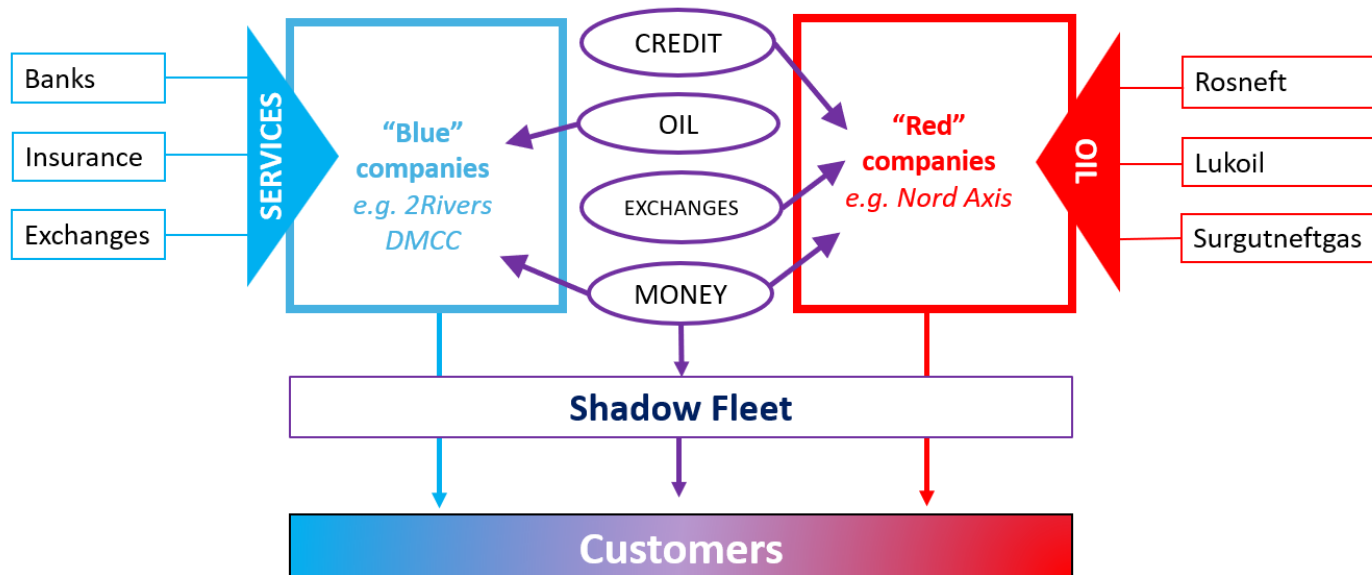 Banks
Insurance
Exchanges
SERVICES
“Blue”
companies
e.g. 2Rivers
DMCC
CREDIT
OIL
EXCHANGES
MONEY
“Red”
companies
e.g. Nord Axis
OIL
Rosneft
Lukoil
Surgutneftgas
Shadow Fleet
Customers